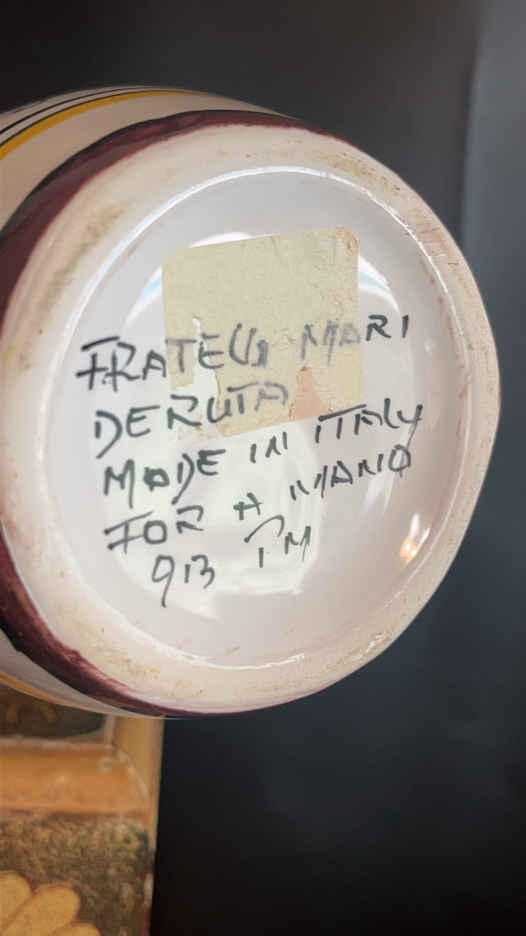 FRATELLI MARI
DERUTA
MADE IN ITALY
FOR A MANO
913 PM